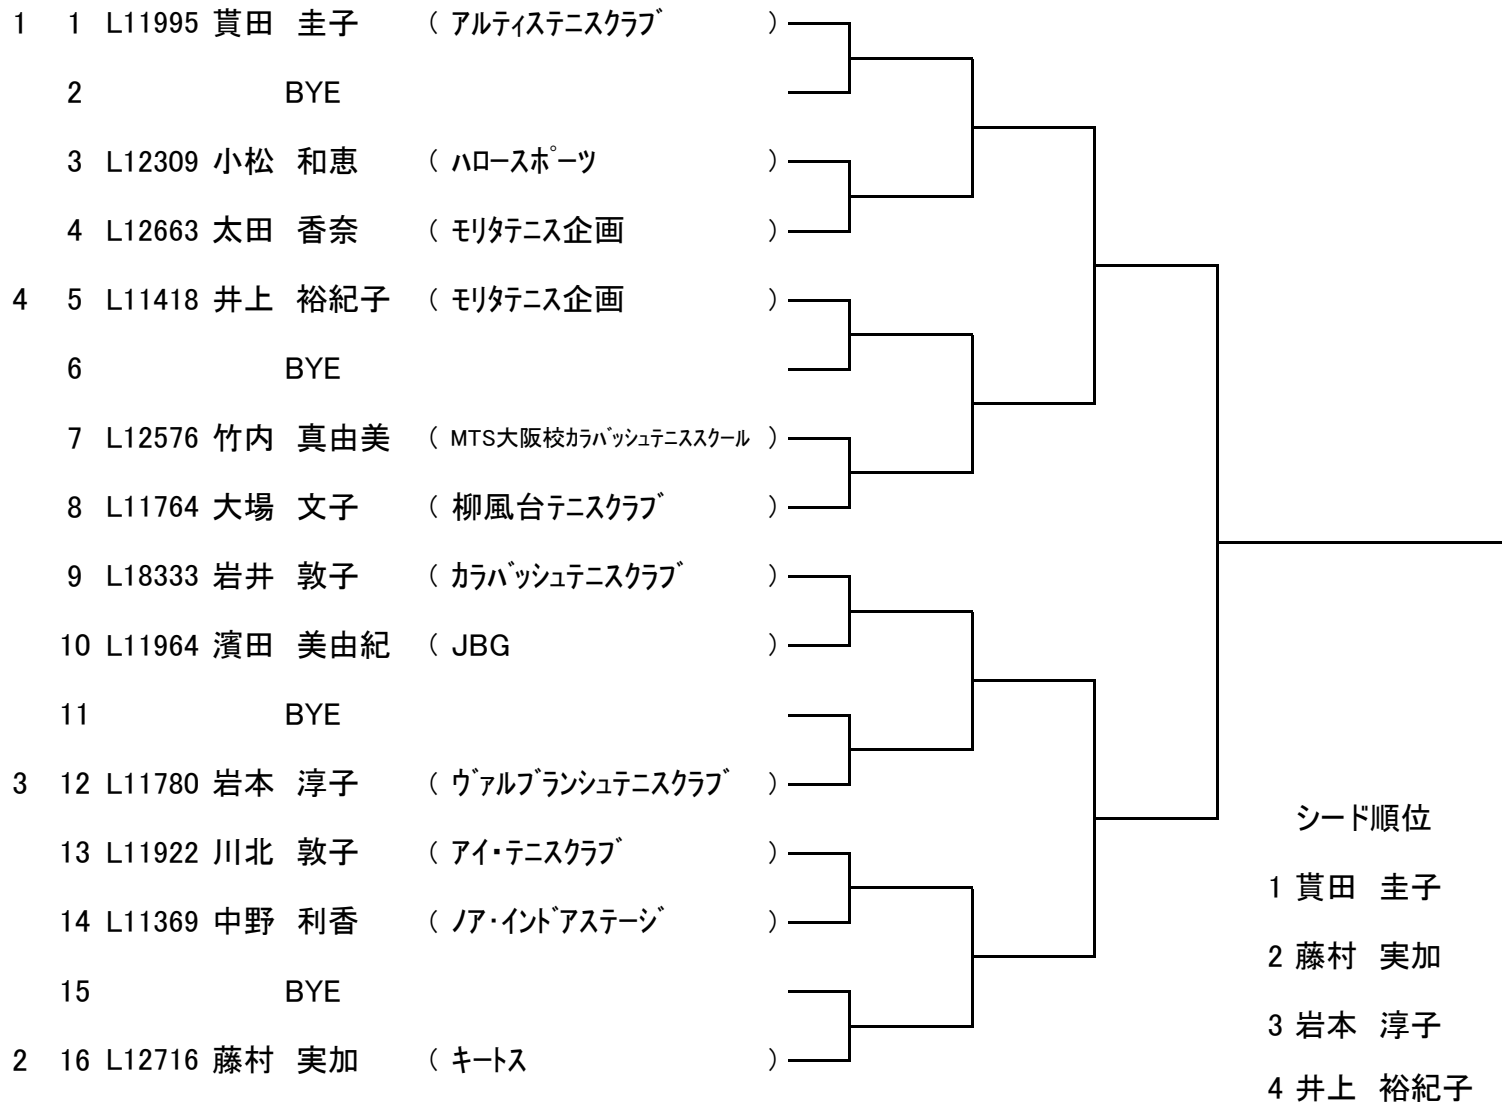 1 1 L11995 貰田 圭子 ( アルティステニスクラブ )
2 BYE
3 L12309 小松 和恵 ( ハロースポーツ )
4 L12663 太田 香奈 ( モリタテニス企画 )
4 5 L11418 井上 裕紀子 ( モリタテニス企画 )
6 BYE
7 L12576 竹内 真由美 ( MTS大阪校カラバッシュテニススクール )
8 L11764 大場 文子 ( 柳風台テニスクラブ )
9 L18333 岩井 敦子 ( カラバッシュテニスクラブ )
10 L11964 濱田 美由紀 ( JBG )
11 BYE
3 12 L11780 岩本 淳子 ( ヴァルブランシュテニスクラブ )
13 L11922 川北 敦子 ( アイ・テニスクラブ )
14 L11369 中野 利香 ( ノア・インドアステージ )
15 BYE
2 16 L12716 藤村 実加 ( キートス )
シード順位
1 貰田 圭子
2 藤村 実加
3 岩本 淳子
4 井上 裕紀子